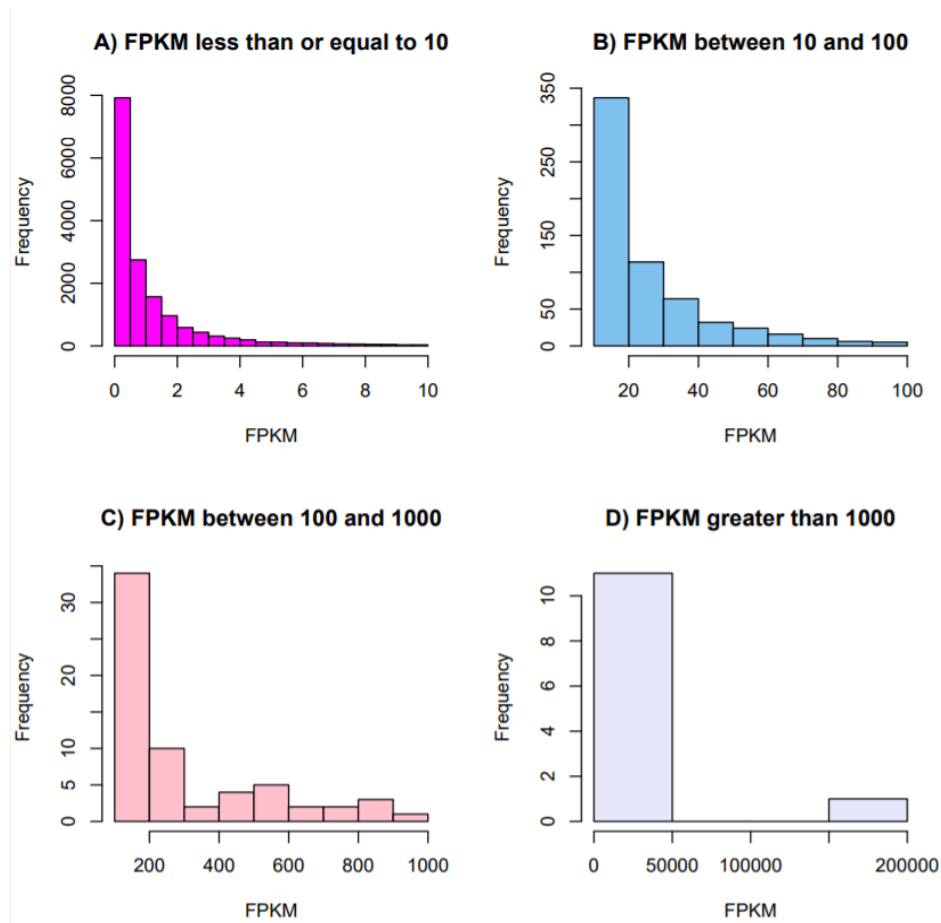 A) FPKM less than or equal to 10
Frequency
8000
6000
4000
2000
0
0 2 4 6 8 10
FPKM
B) FPKM between 10 and 100
Frequency
350
250
150
50
0
20 40 60 80 100
FPKM
C) FPKM between 100 and 1000
Frequency
30
20
10
5
0
200 400 600 800 1000
FPKM
D) FPKM greater than 1000
Frequency
10
8
6
4
2
0
0 50000 100000 200000
FPKM